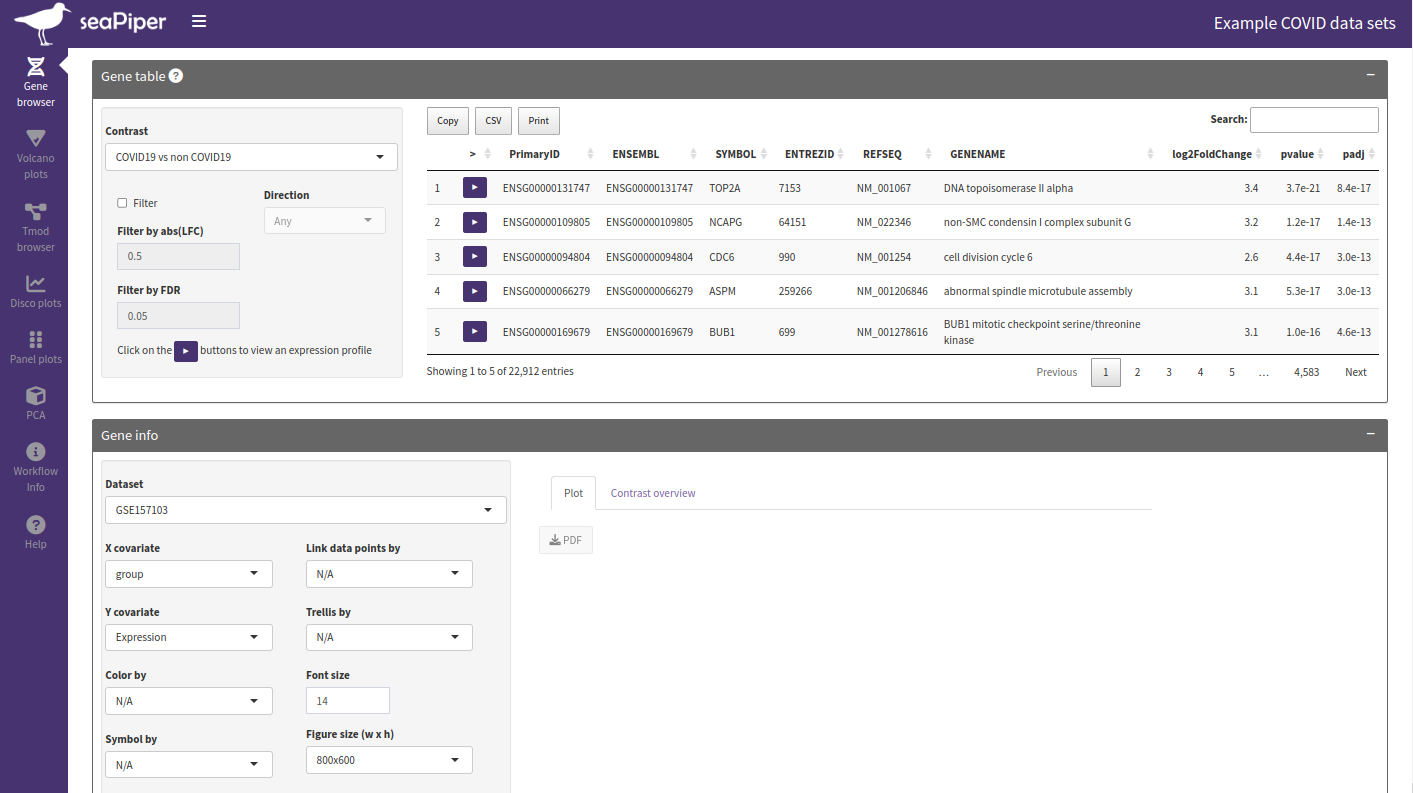 seaPiper
Example COVID data sets
Gene
browser
Volcano
plots
Tmod
browser
Disco plots
Panel plots
PCA
Workflow
Info
Help
Gene table ?
Contrast
COVID19 vs non COVID19
Filter
Direction
Any
Filter by abs(LFC)
0.5
Filter by FDR
0.05
Click on the buttons to view an expression profile
Copy CSV Print Search:
> PrimaryID ENSEMBL SYMBOL ENTREZID REFSEQ GENENAME log2FoldChange pvalue padj
1 ENSG00000131747 ENSG00000131747 TOP2A 7153 NM_001067 DNA topoisomerase II alpha 3.4 3.7e-21 8.4e-17
2 ENSG00000109805 ENSG00000109805 NCAPG 64151 NM_022346 non-SMC condensin I complex subunit G 3.2 1.2e-17 1.4e-13
3 ENSG00000094804 ENSG00000094804 CDC6 990 NM_001254 cell division cycle 6 2.6 4.4e-17 3.0e-13
4 ENSG00000066279 ENSG00000066279 ASPM 259266 NM_001206846 abnormal spindle microtubule assembly 3.1 5.3e-17 3.0e-13
5 ENSG00000169679 ENSG00000169679 BUB1 699 NM_001278616 BUB1 mitotic checkpoint serine/threonine 3.1 1.0e-16 4.6e-13
kinase
Showing 1 to 5 of 22,912 entries
Previous 1 2 3 4 5 … 4,583 Next
Gene info
Dataset
GSE157103
X covariate
group
Link data points by
N/A
Y covariate
Expression
Trellis by
N/A
Color by
N/A
Font size
14
Symbol by
N/A
Figure size (w x h)
800x600
Plot Contrast overview
PDF